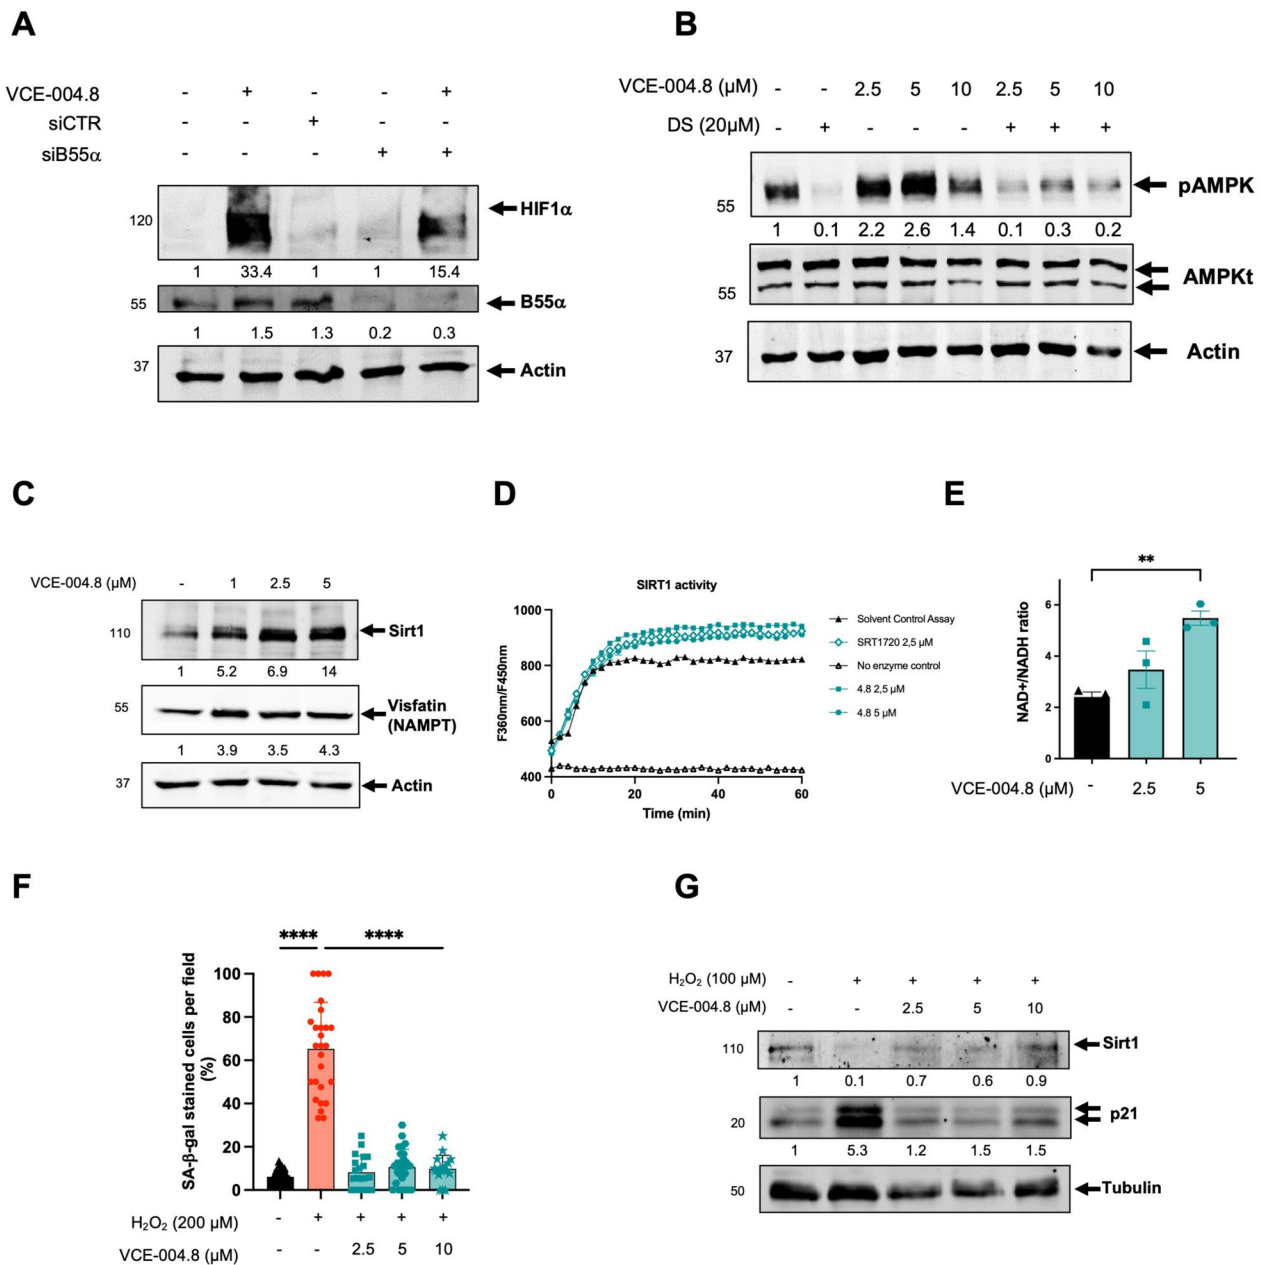 A
VCE-004.8 - + - - +
siCTR - - + - -
siB55α - - - + +
120
HIF1α
1 33.4 1 1 15.4
55
B55α
1 1.5 1.3 0.2 0.3
37
Actin
B
VCE-004.8 (µM) - - 2.5 5 10 2.5 5 10
DS (20µM) - + - - - + + +
pAMPK
55
1 0.1 2.2 2.6 1.4 0.1 0.3 0.2
AMPKt
55
37
Actin
C
VCE-004.8 (µM) - 1 2.5 5
110
Sirt1
1 5.2 6.9 14
55
Visfatin
(NAMPT)
1 3.9 3.5 4.3
37
Actin
D
SIRT1 activity
F360nm/F450nm
1000
800
600
400
0 20 40 60
Time (min)
Solvent Control Assay
SRT1720 2,5 µM
No enzyme control
4.8 2,5 µM
4.8 5 µM
E
**
NAD+/NADH ratio
6
4
2
0
VCE-004.8 (µM) - 2.5 5
F
**** ****
SA-β-gal stained cells per field
(%)
100
80
60
40
20
0
H₂O₂ (200 µM) - + + + +
VCE-004.8 (µM) - - 2.5 5 10
G
H₂O₂ (100 µM) - + + + +
VCE-004.8 (µM) - - 2.5 5 10
110
Sirt1
1 0.1 0.7 0.6 0.9
20
p21
1 5.3 1.2 1.5 1.5
50
Tubulin